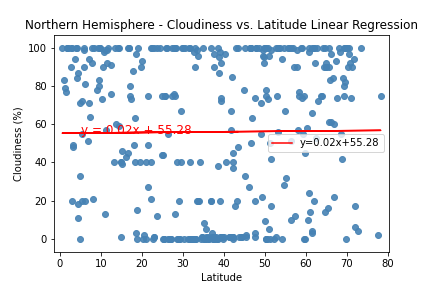 Northern Hemisphere - Cloudiness vs. Latitude Linear Regression
100
80
60
40
20
0
Cloudiness (%)
y = 0.02x + 55.28
y=0.02x+55.28
0 10 20 30 40 50 60 70 80
Latitude